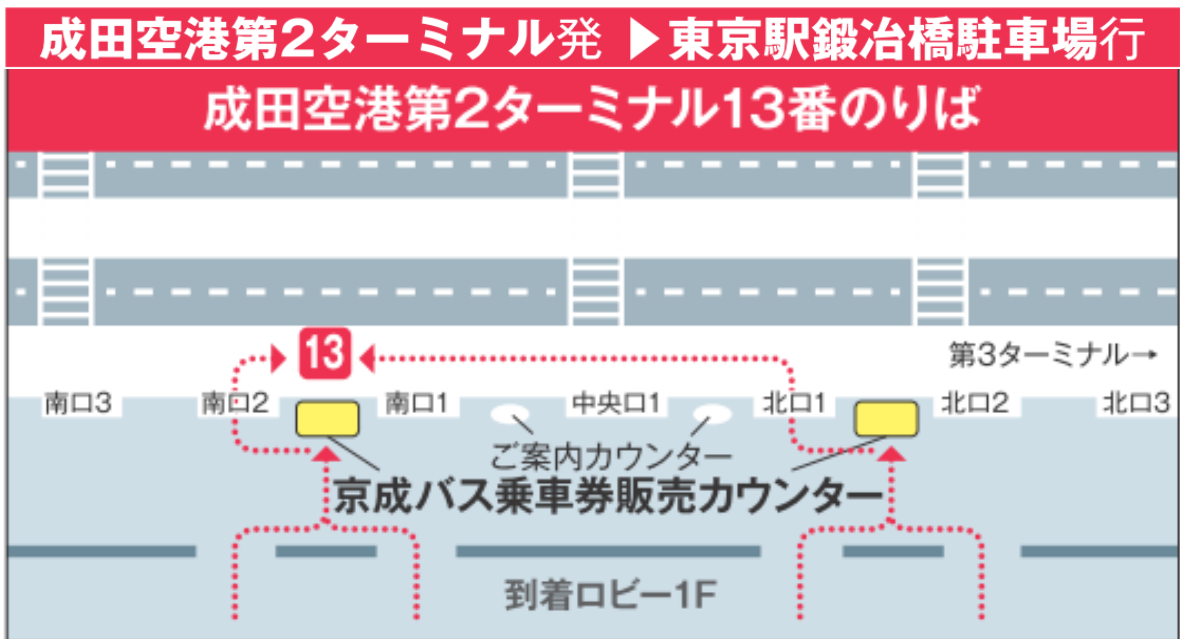 成田空港第2ターミナル発 ▶東京駅鍛冶橋駐車場行
成田空港第2ターミナル13番のりば
13
第3ターミナル→
南口3 南口2 南口1 中央口1 北口1 北口2 北口3
ご案内カウンター
京成バス乗車券販売カウンター
到着ロビー1F